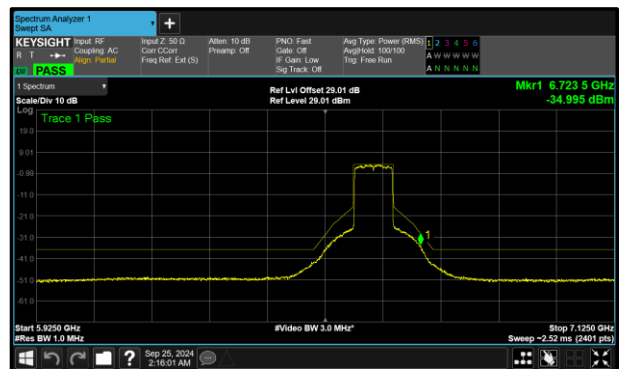 Spectrum Analyzer 1
Swept SA
+
KEYSIGHT Input: RF Input Z: 50 Ω Atten: 10 dB PNO: Fast Avg Type: Power (RMS) 1 2 3 4 5 6
R T Coupling: AC Corr CCorr Preamp: Off Gate: Off Avg|Hold: 100/100 A W W W W W
Align: Partial Freq Ref: Ext (S) IF Gain: Low Trig: Free Run
PASS Sig Track: Off A N N N N N
1 Spectrum Ref Lvl Offset 29.01 dB Mkr1 6.723 5 GHz
Scale/Div 10 dB Ref Level 29.01 dBm -34.995 dBm
Log
Trace 1 Pass
19.0
9.01
-0.99
-11.0
-21.0
-31.0
1
-41.0
-51.0
-61.0
Start 5.9250 GHz #Video BW 3.0 MHz* Stop 7.1250 GHz
#Res BW 1.0 MHz Sweep ~2.52 ms (2401 pts)
? Sep 25, 2024
2:16:01 AM